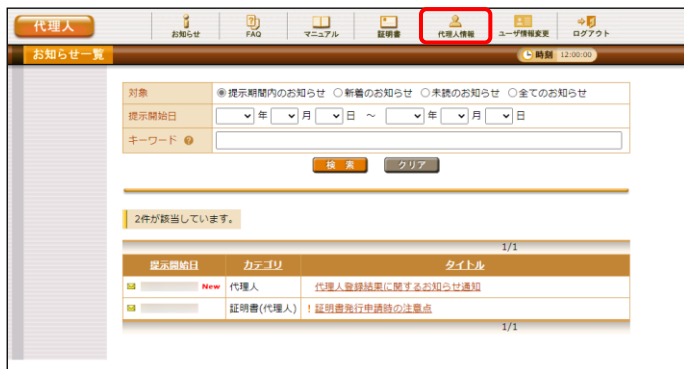 代理人
お知らせ
FAQ
マニュアル
証明書
代理人情報
ユーザ情報変更
ログアウト
お知らせ一覧
時刻 12:00:00
対象 提示期間内のお知らせ 新着のお知らせ 未読のお知らせ 全てのお知らせ
提示開始日 年 月 日 ～ 年 月 日
キーワード ?
検 索 クリア
2件が該当しています。
1/1
提示開始日 カテゴリ タイトル
New 代理人 代理人登録結果に関するお知らせ通知
証明書(代理人) ! 証明書発行申請時の注意点
1/1